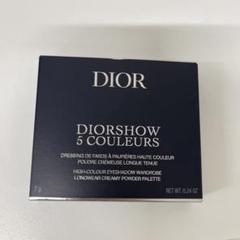 DIOR
DIORSHOW
5 COULEURS
DRESSING DE FARDS À PAUPIÈRES HAUTE COULEUR
POUDRE CRÉMEUSE LONGUE TENUE
HIGH-COLOUR EYESHADOW WARDROBE
LONGWEAR CREAMY POWDER PALETTE
7 g
NET WT. 0.24 OZ